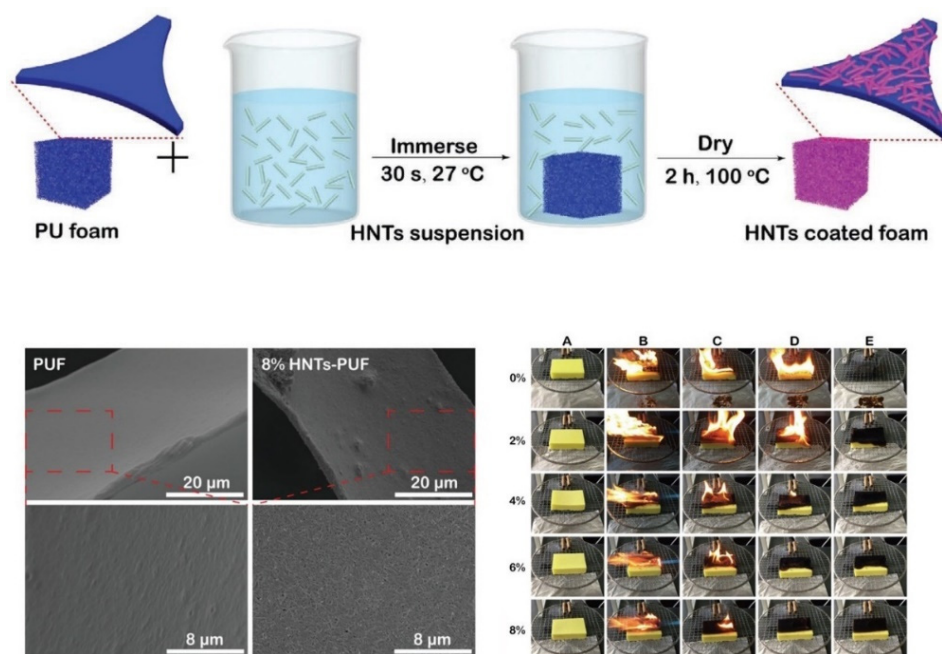 Immerse
30 s, 27 °C
Dry
2 h, 100 °C
PU foam
HNTs suspension
HNTs coated foam
PUF
8% HNTs-PUF
20 µm
20 µm
8 µm
8 µm
A B C D E
0%
2%
4%
6%
8%